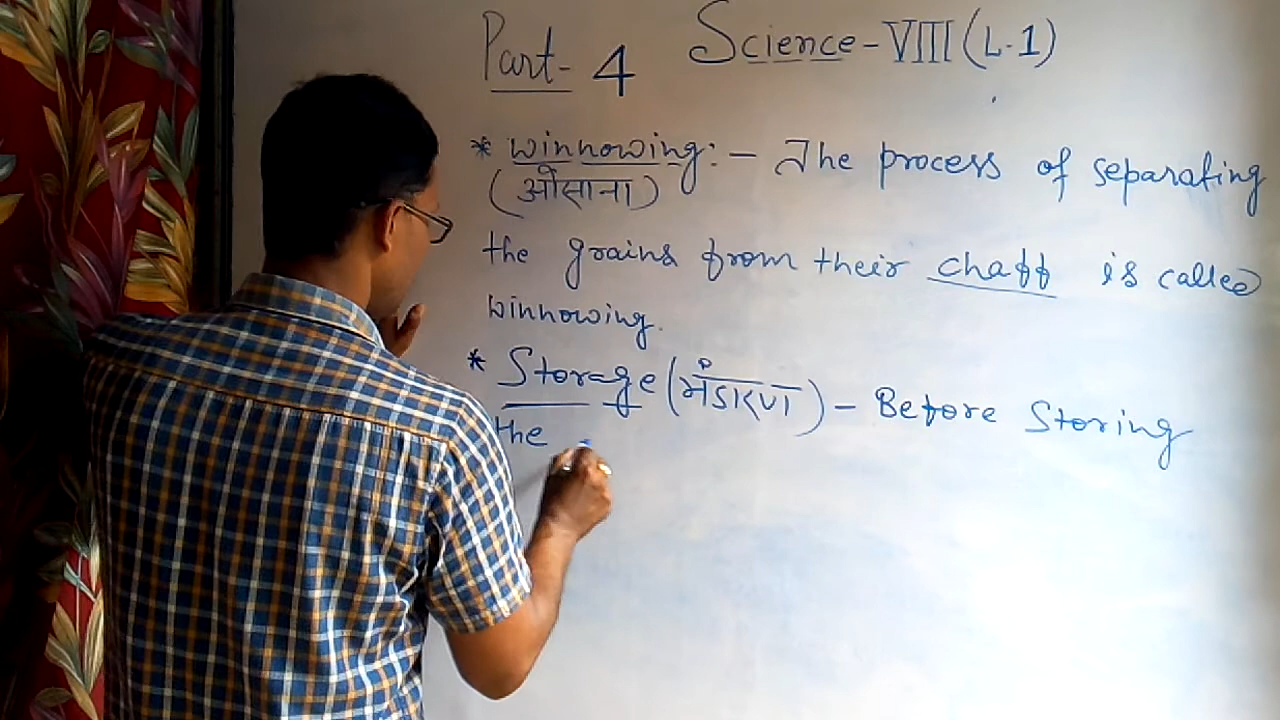 Part- 4 Science-VIII (L-1)
* winnowing:- The process of separating
(ओसाना)
the grains from their chaff is called
winnowing.
* Storage (भंडारण) - Before Storing
the